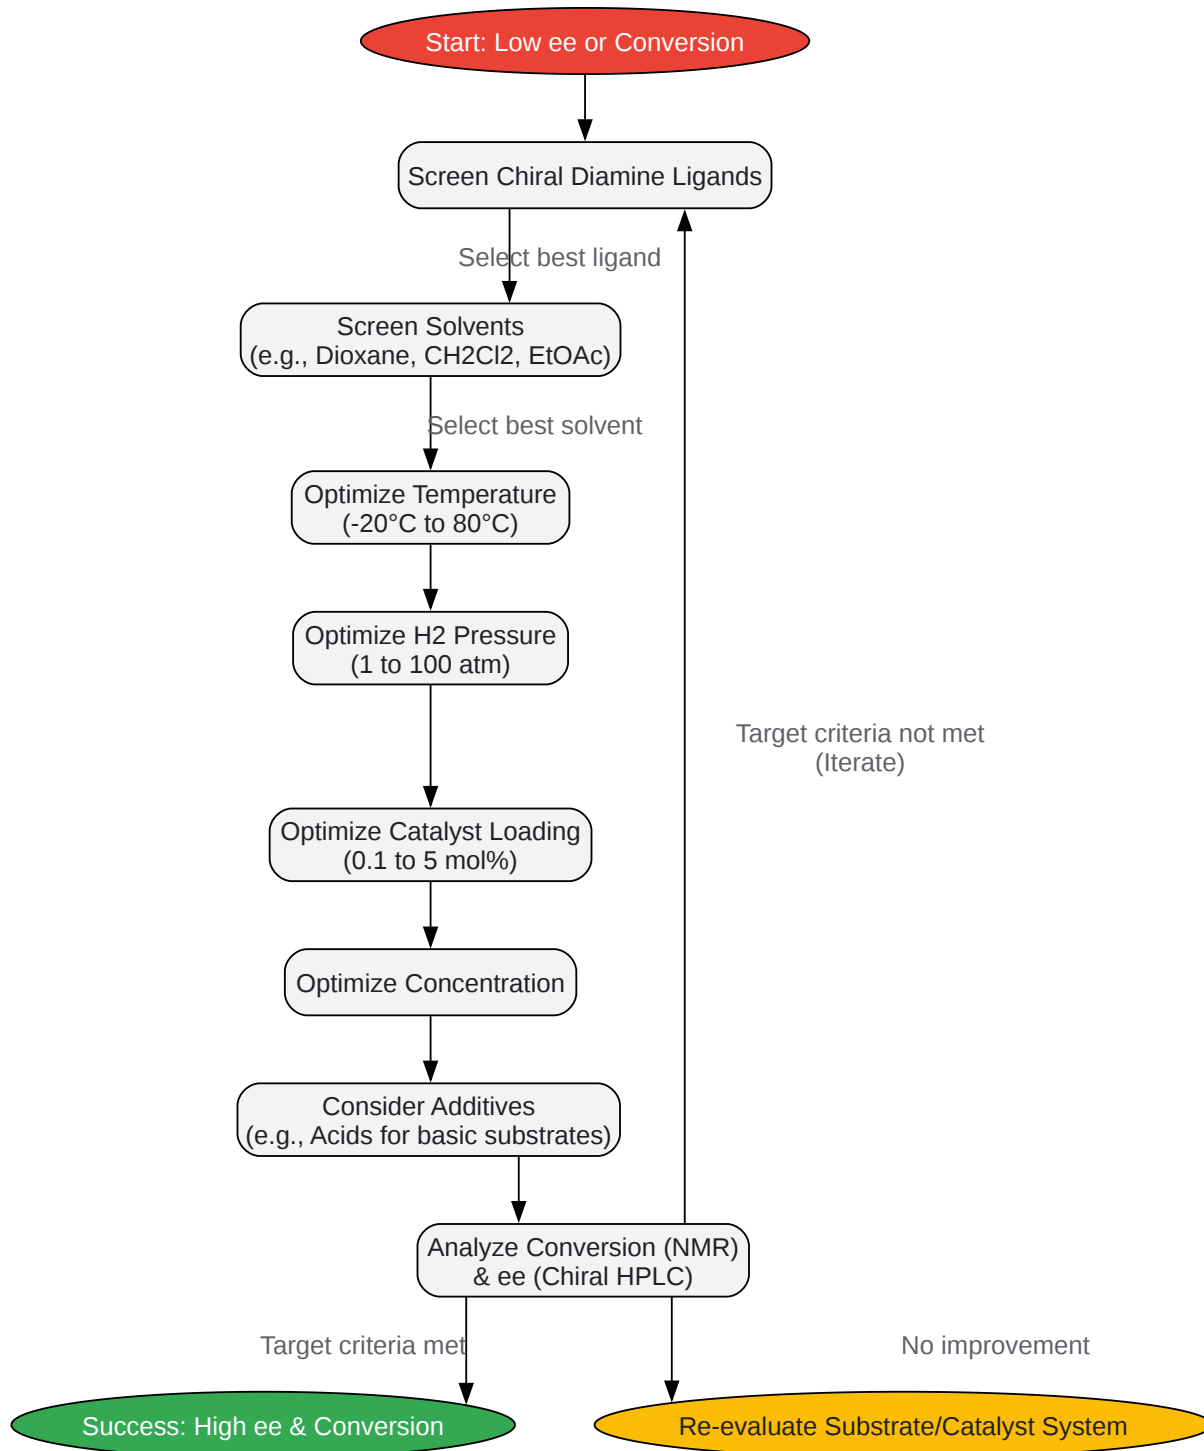 Start: Low ee or Conversion
Screen Chiral Diamine Ligands
Select best ligand
Screen Solvents
(e.g., Dioxane, CH2Cl2, EtOAc)
Select best solvent
Optimize Temperature
(-20°C to 80°C)
Optimize H2 Pressure
(1 to 100 atm)
Target criteria not met
(Iterate)
Optimize Catalyst Loading
(0.1 to 5 mol%)
Optimize Concentration
Consider Additives
(e.g., Acids for basic substrates)
Analyze Conversion (NMR)
& ee (Chiral HPLC)
Target criteria met
No improvement
Success: High ee & Conversion
Re-evaluate Substrate/Catalyst System